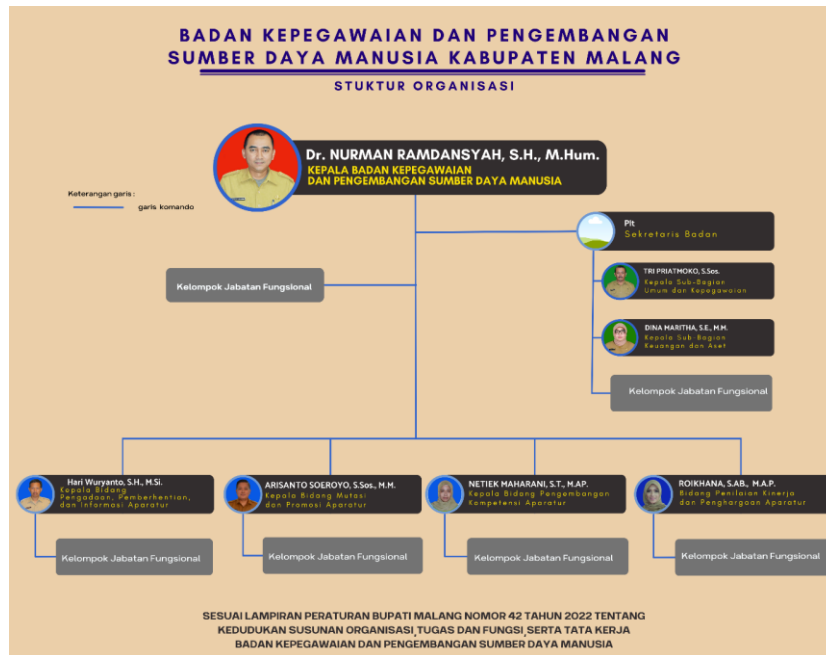 BADAN KEPEGAWAIAN DAN PENGEMBANGAN
SUMBER DAYA MANUSIA KABUPATEN MALANG
STUKTUR ORGANISASI
Dr. NURMAN RAMDANSYAH, S.H., M.Hum.
KEPALA BADAN KEPEGAWAIAN
DAN PENGEMBANGAN SUMBER DAYA MANUSIA
Keterangan garis :
garis komando
Plt
Sekretaris Badan
Kelompok Jabatan Fungsional
TRI PRIATMOKO, S.Sos.
Kepala Sub-Bagian
Umum dan Kepegawaian
DINA MARITHA, S.E., M.M.
Kepala Sub-Bagian
Keuangan dan Aset
Kelompok Jabatan Fungsional
Hari Wuryanto, S.H., M.Si.
Kepala Bidang
Pengadaan, Pemberhentian,
dan Informasi Aparatur
ARISANTO SOEROYO, S.Sos., M.M.
Kepala Bidang Mutasi
dan Promosi Aparatur
NETIEK MAHARANI, S.T., M.AP.
Kepala Bidang Pengembangan
Kompetensi Aparatur
ROIKHANA, S.AB., M.A.P.
Bidang Penilaian Kinerja
dan Penghargaan Aparatur
Kelompok Jabatan Fungsional
Kelompok Jabatan Fungsional
Kelompok Jabatan Fungsional
Kelompok Jabatan Fungsional
SESUAI LAMPIRAN PERATURAN BUPATI MALANG NOMOR 42 TAHUN 2022 TENTANG
KEDUDUKAN SUSUNAN ORGANISASI,TUGAS DAN FUNGSI,SERTA TATA KERJA
BADAN KEPEGAWAIAN DAN PENGEMBANGAN SUMBER DAYA MANUSIA